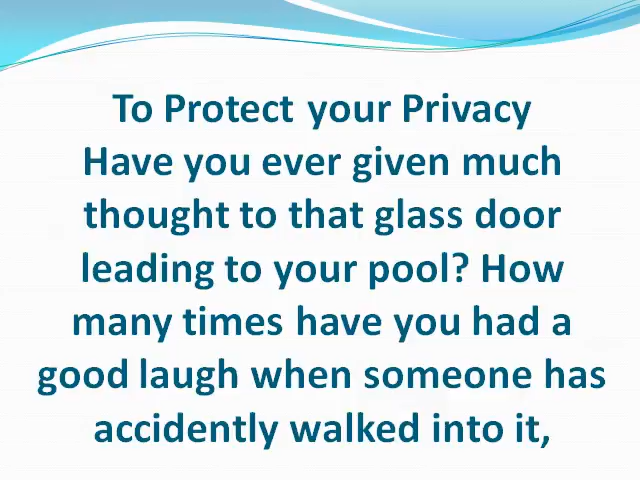 To Protect your Privacy
Have you ever given much
thought to that glass door
leading to your pool? How
many times have you had a
good laugh when someone has
accidently walked into it,